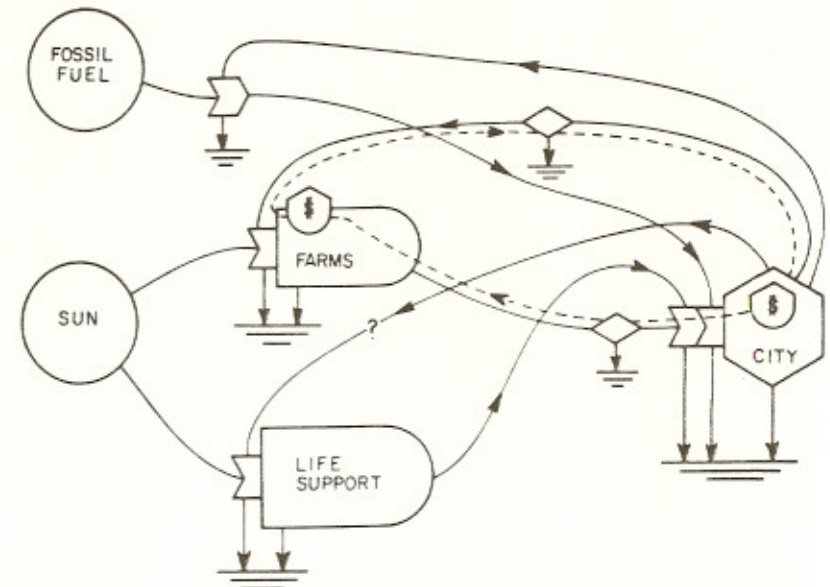 FOSSIL
FUEL
$
FARMS
SUN
?
$
CITY
LIFE
SUPPORT